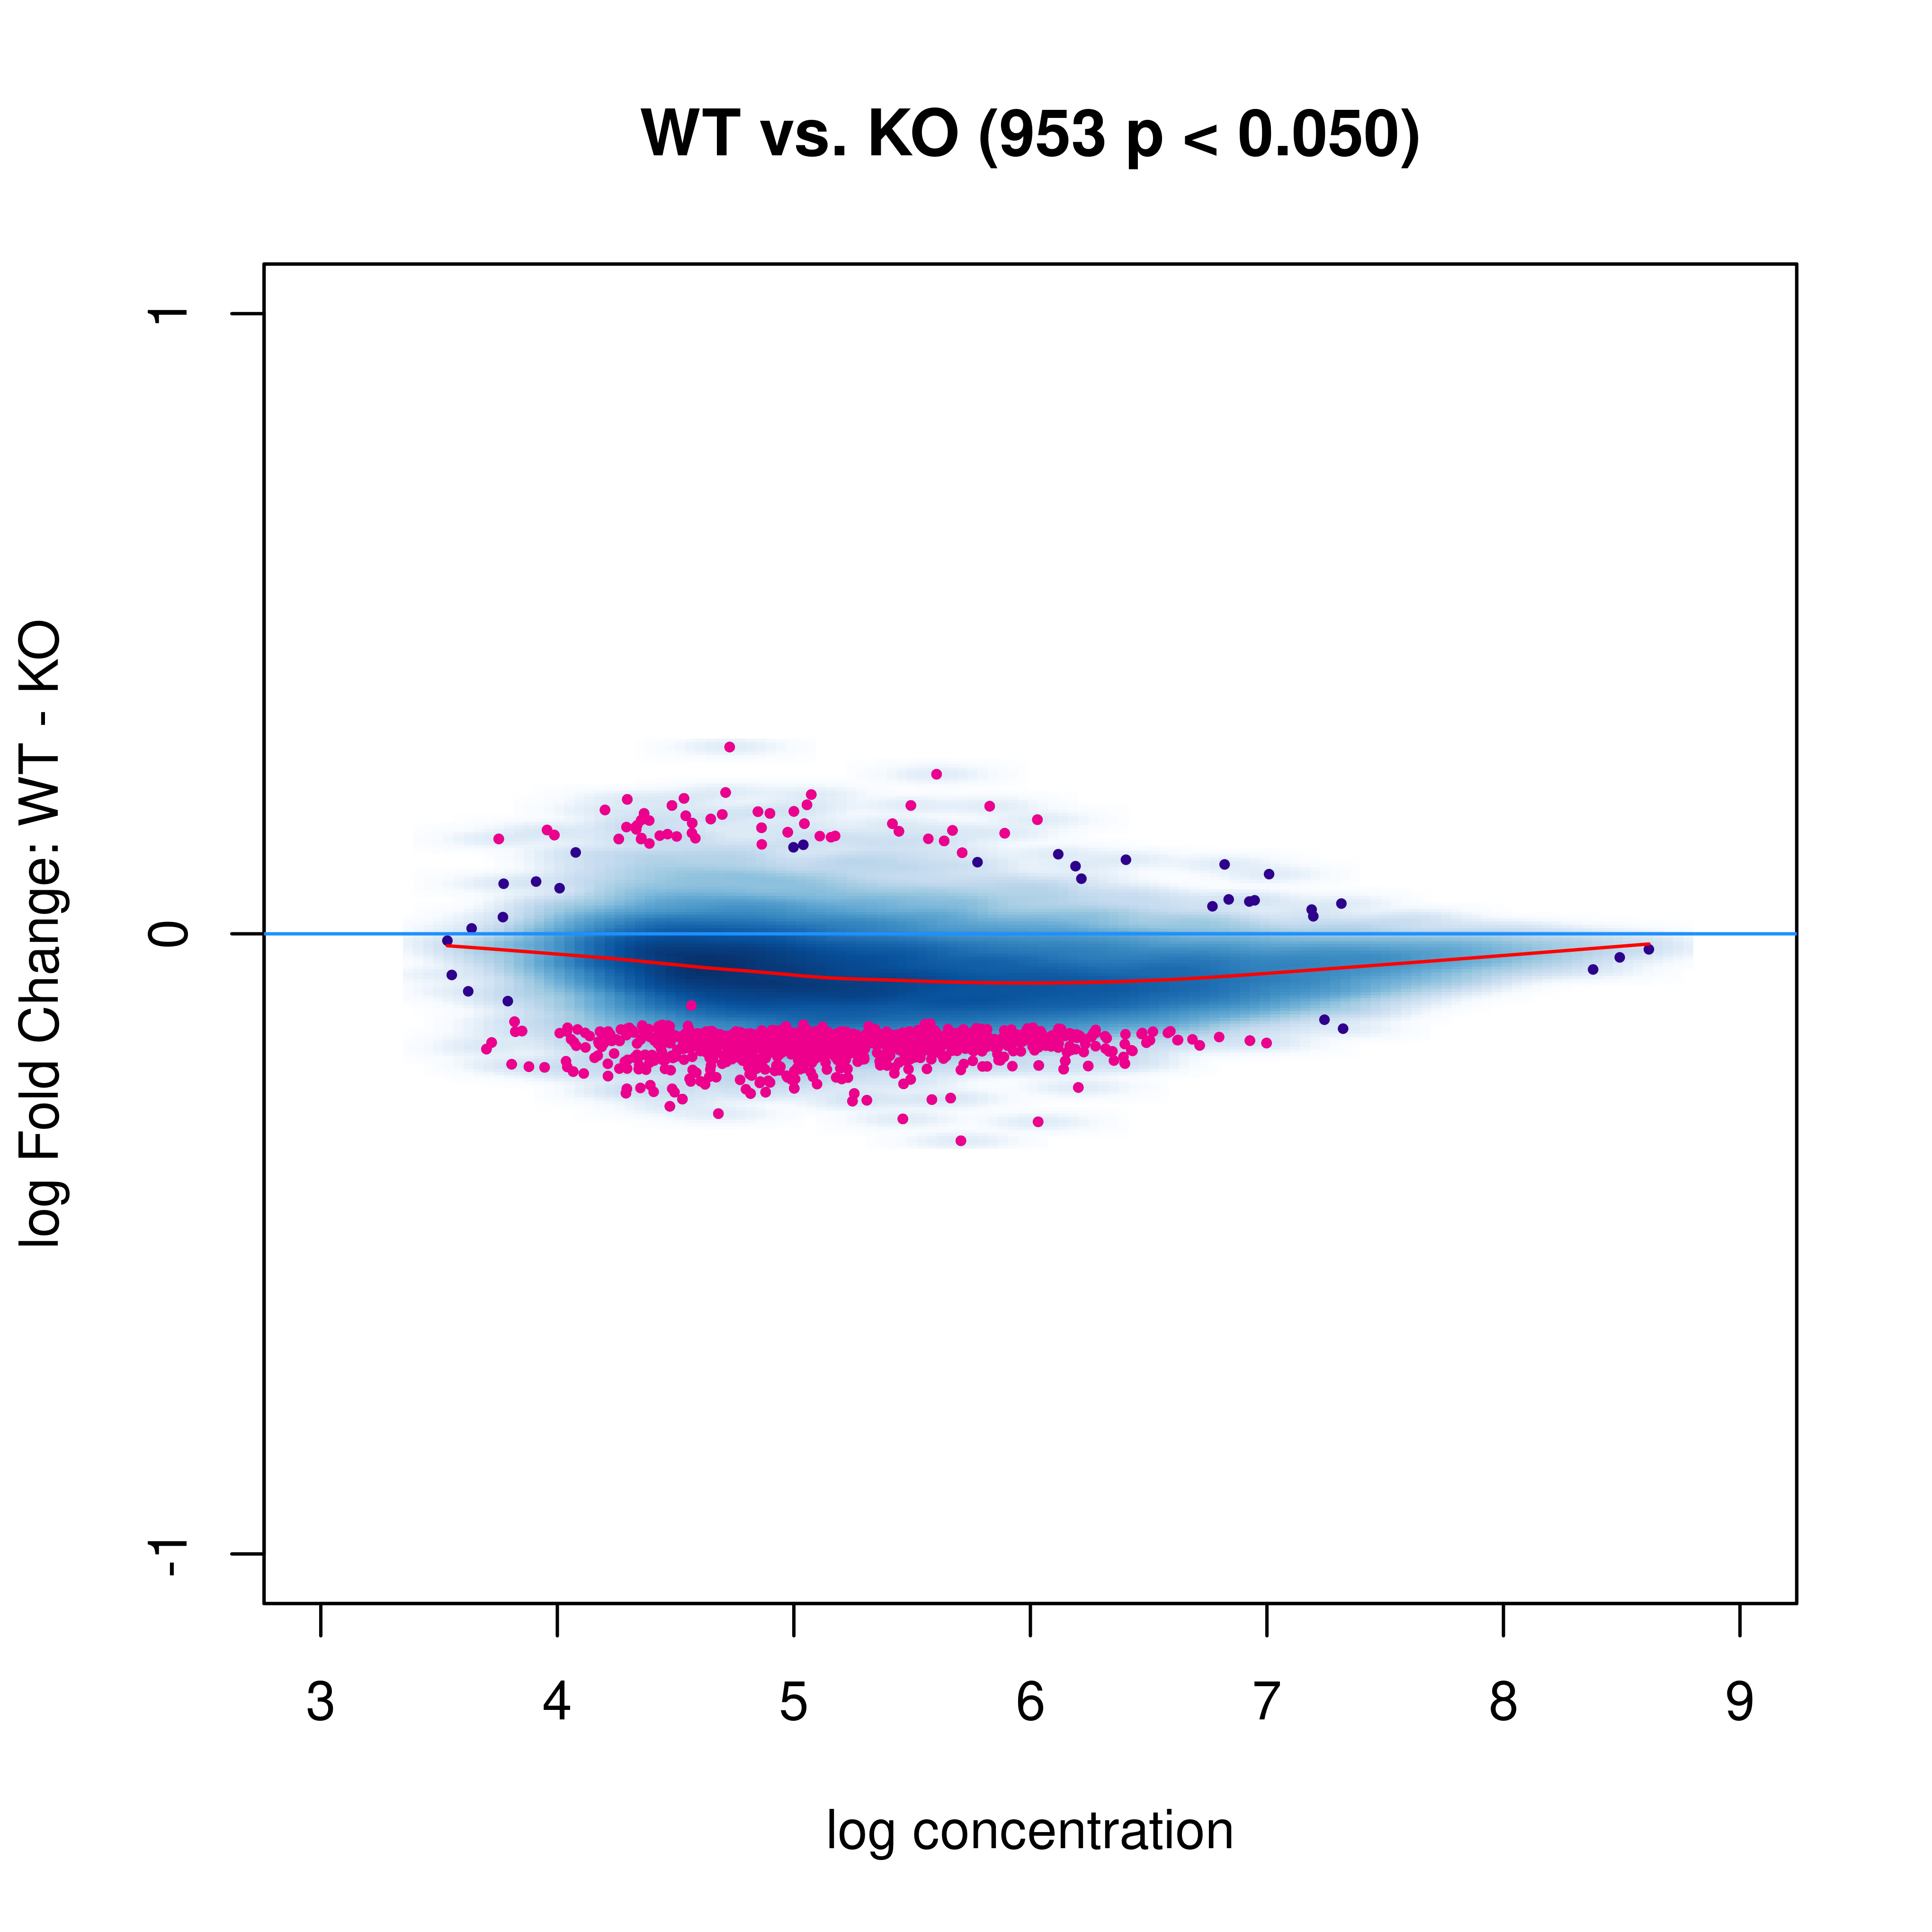 WT vs. KO (953 p < 0.050)
log Fold Change: WT - KO
1
0
-1
3 4 5 6 7 8 9
log concentration